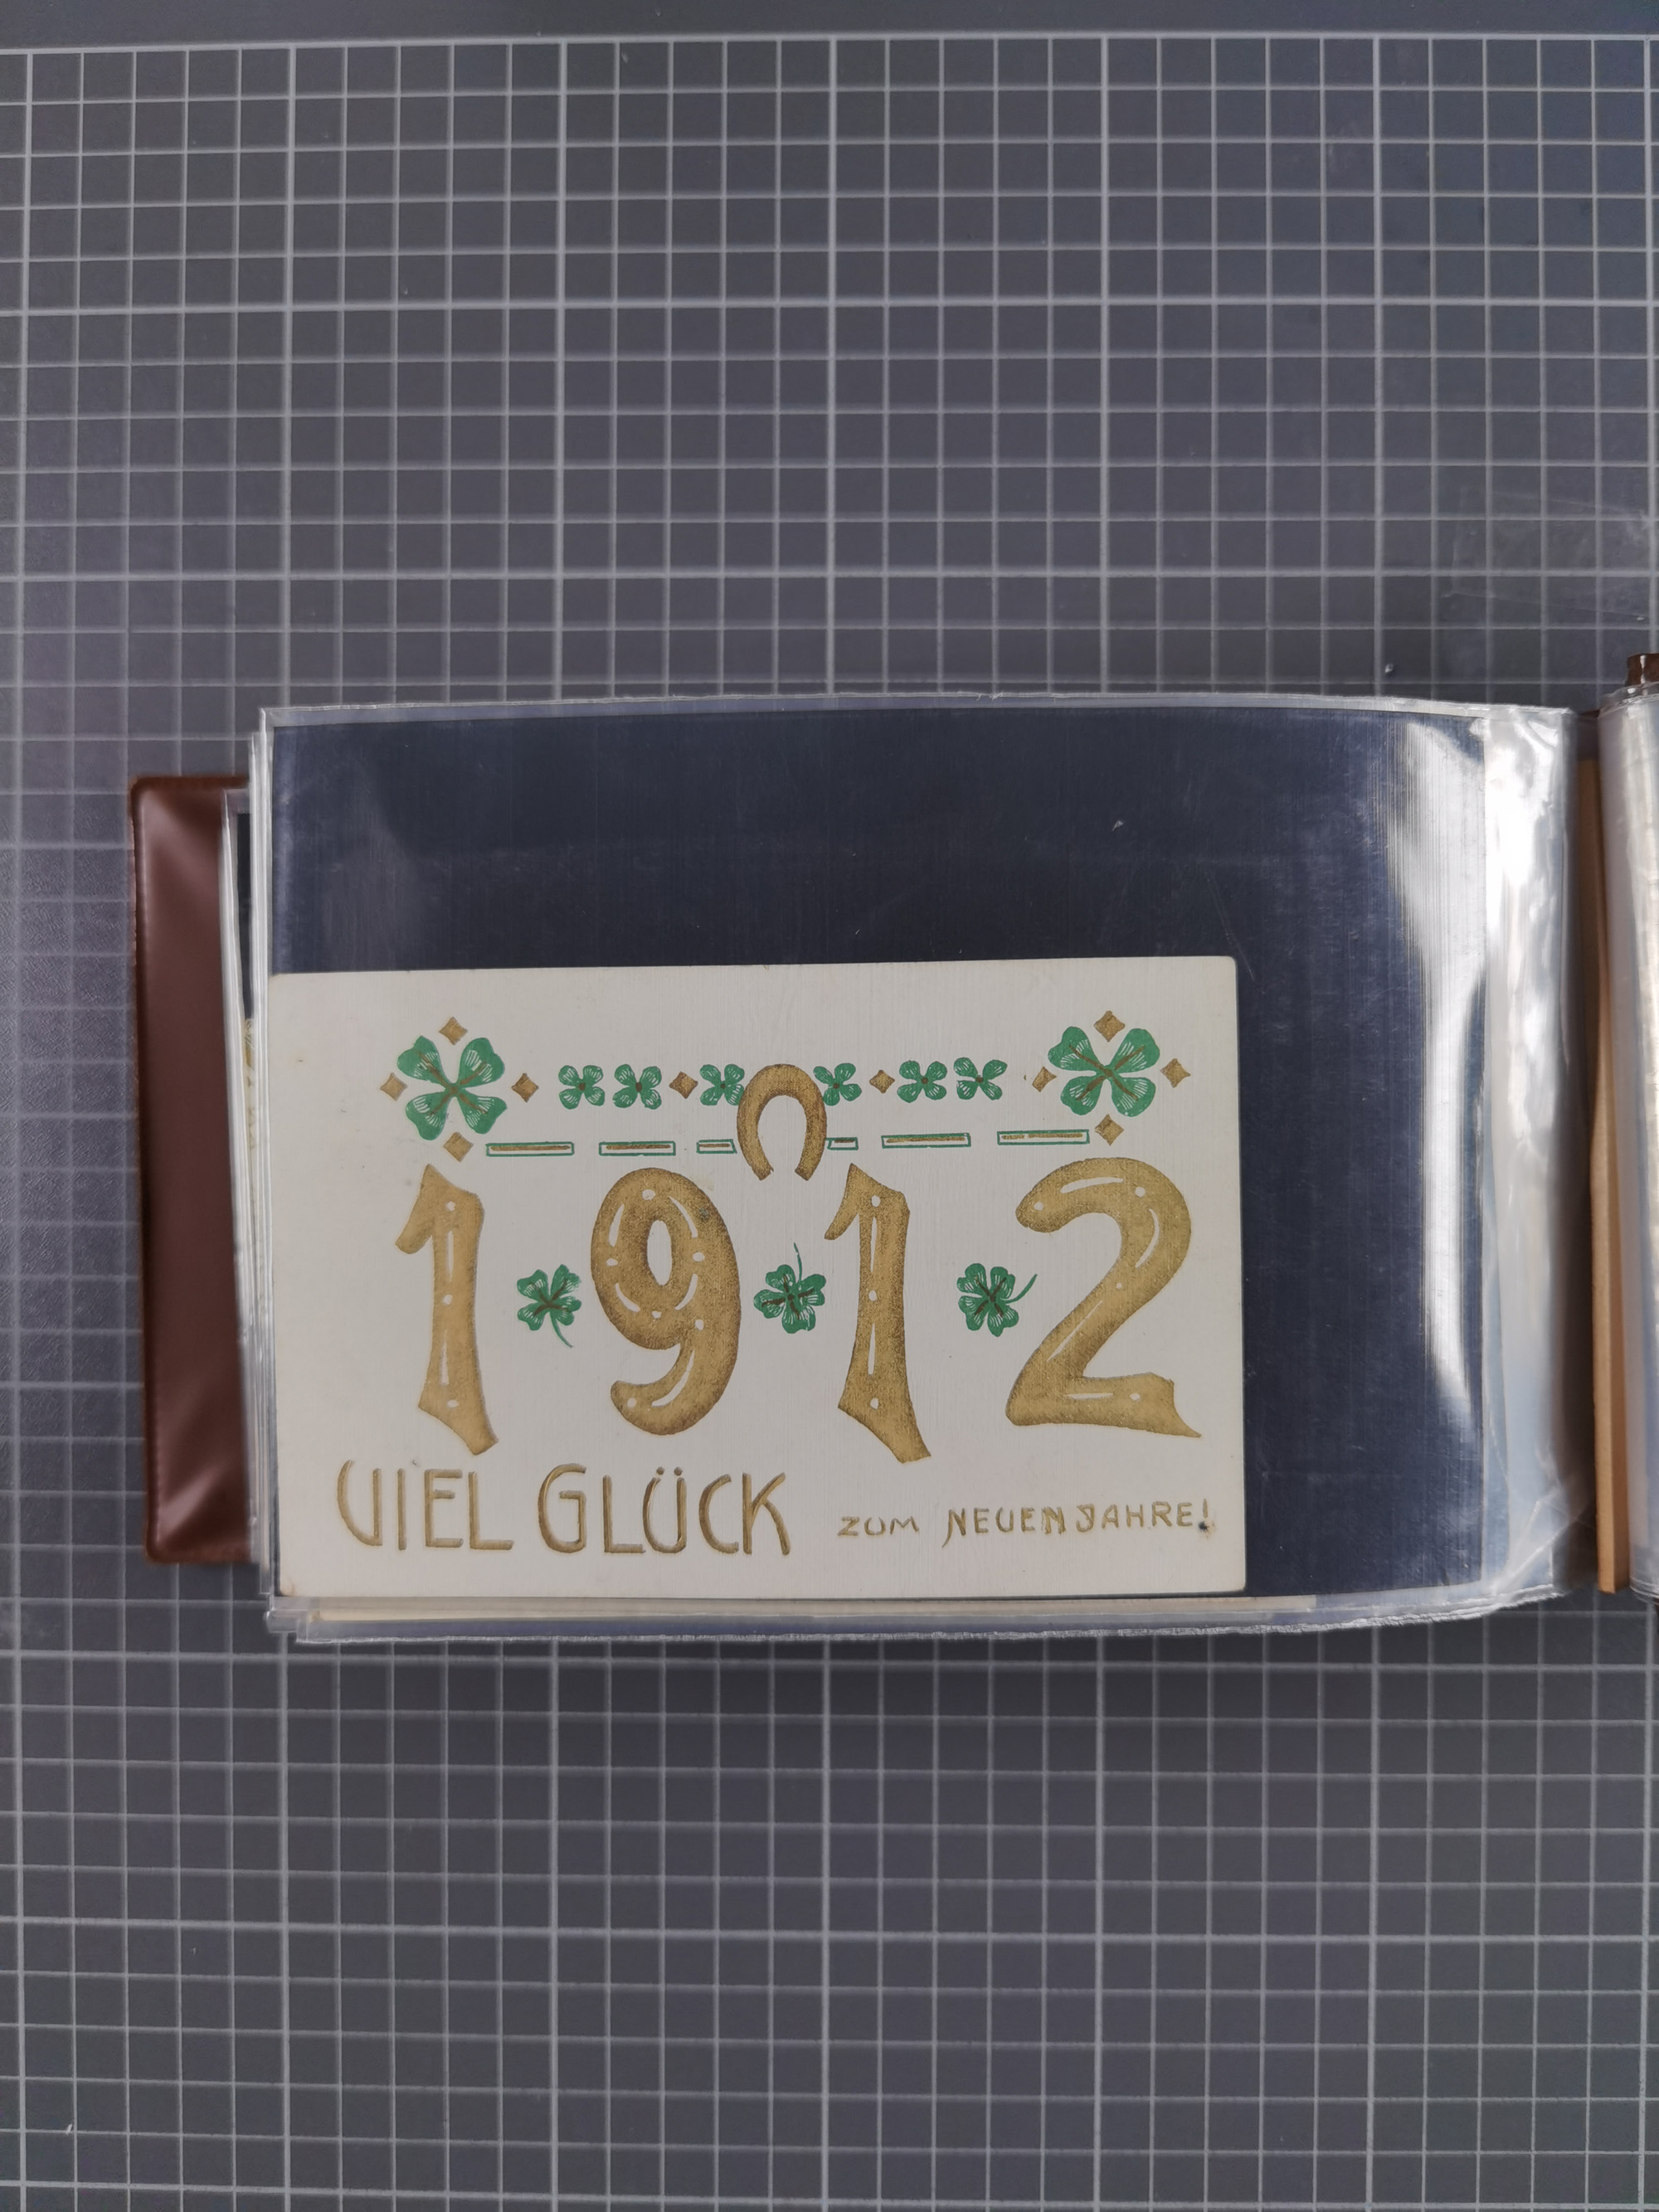 1912
VIEL GLÜCK ZUM NEUEN JAHRE!